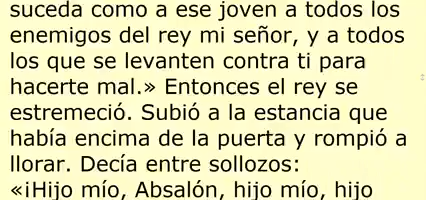 suceda como a ese joven a todos los
enemigos del rey mi señor, y a todos
los que se levanten contra ti para
hacerte mal.» Entonces el rey se
estremeció. Subió a la estancia que
había encima de la puerta y rompió a
llorar. Decía entre sollozos:
«¡Hijo mío, Absalón, hijo mío, hijo